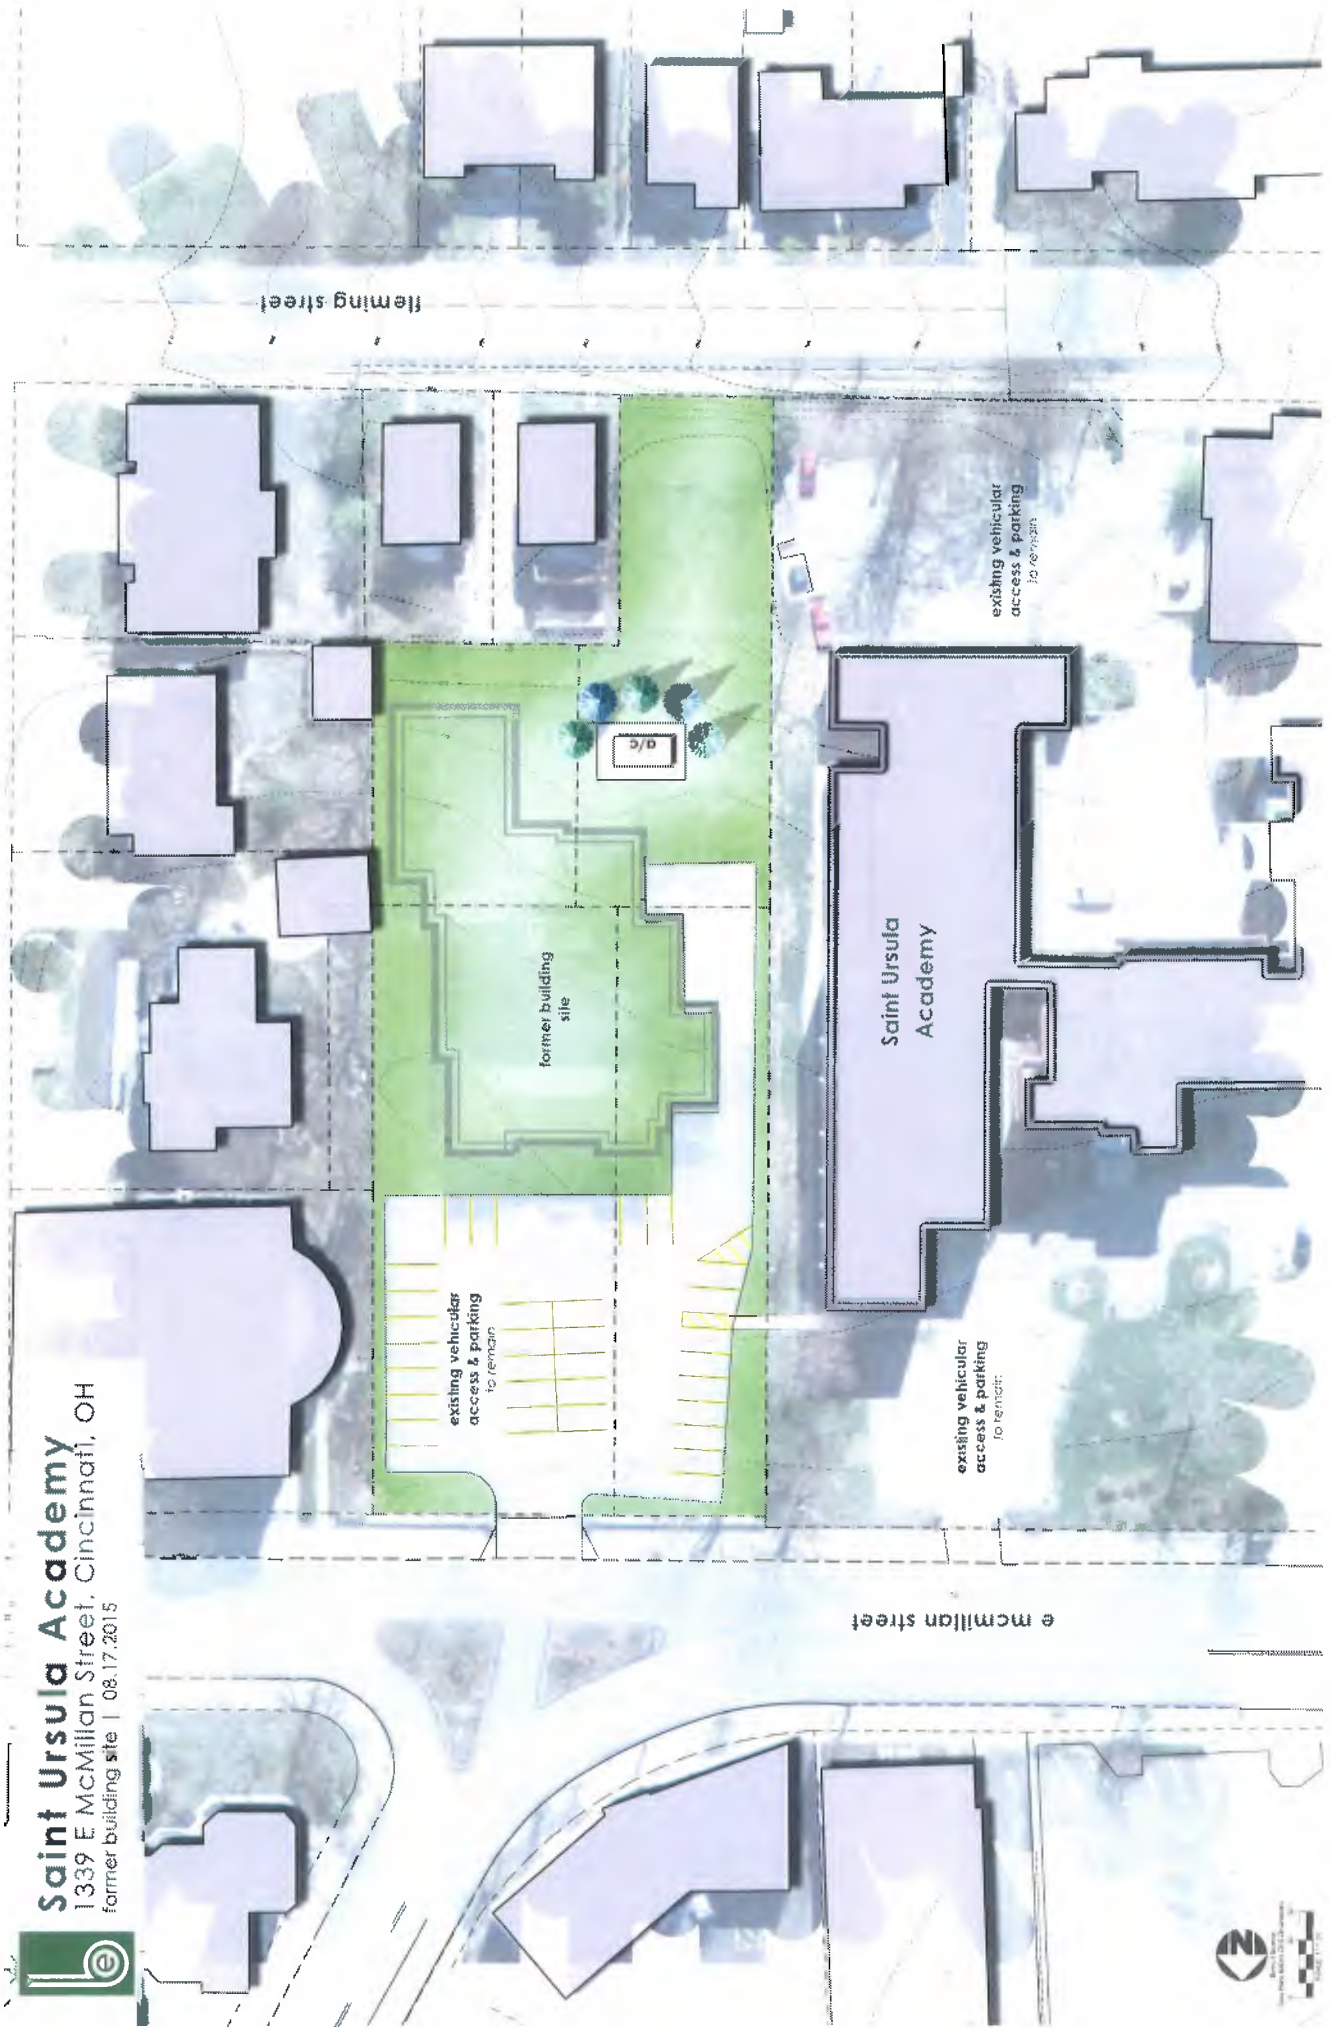 Saint Ursula Academy
1339 E McMillan Street, Cincinnati, OH
former building site | 08.17.2015
fleming street
existing vehicular
access & parking
to remain
a/c
former building
site
Saint Ursula
Academy
existing vehicular
access & parking
to remain
existing vehicular
access & parking
to remain
e mcmillan street
e
N